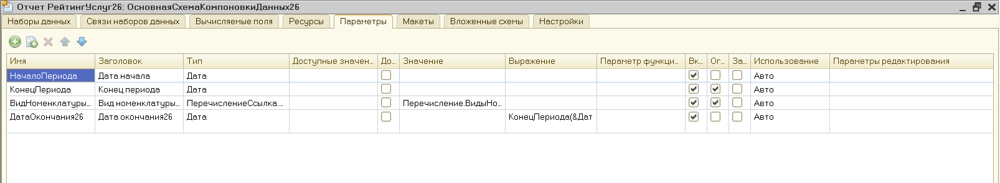 Отчет РейтингУслуг26: ОсновнаяСхемаКомпоновкиДанных26
Наборы данных Связи наборов данных Вычисляемые поля Ресурсы Параметры Макеты Вложенные схемы Настройки
Имя Заголовок Тип Доступные значен... До... Значение Выражение Параметр функци... Вк... Ог... За... Использование Параметры редактирования
НачалоПериода Дата начала Дата Авто
КонецПериода Конец периода Дата Авто
ВидНоменклатуры... Вид номенклатуры... ПеречислениеСсылка.... Перечисление.ВидыНо... Авто
ДатаОкончания26 Дата окончания26 Дата КонецПериода(&Дат Авто